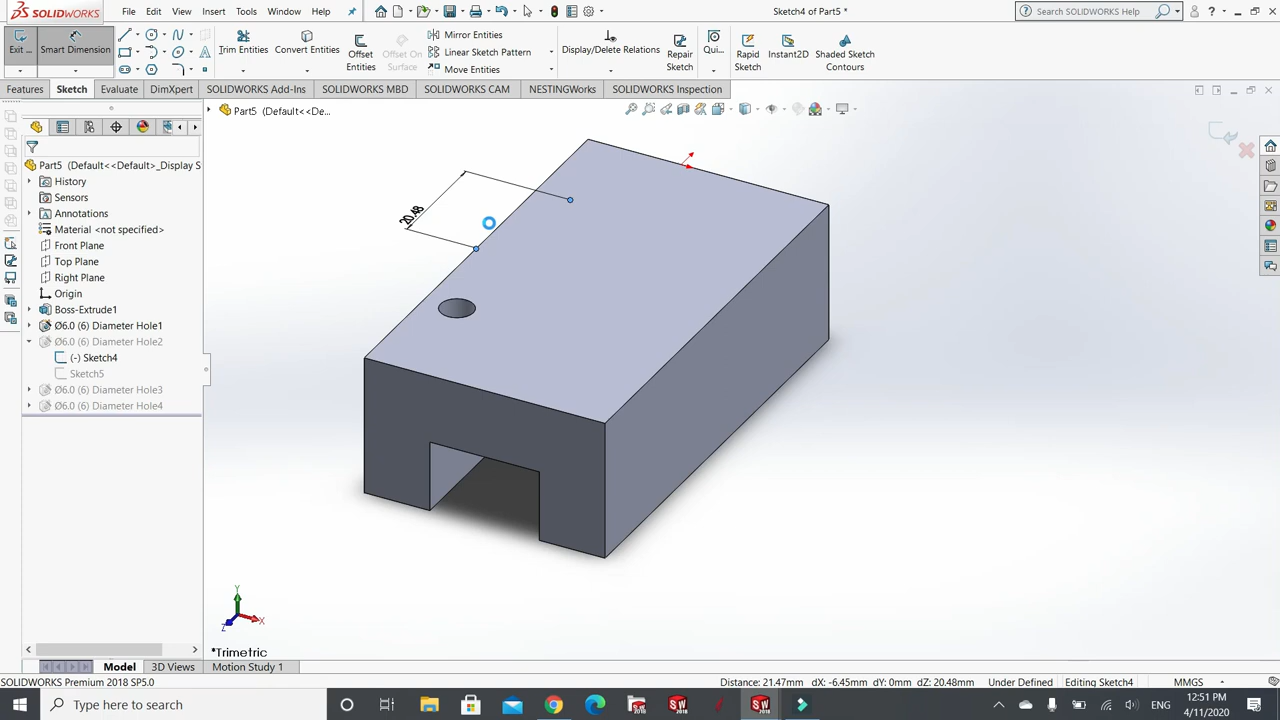 SOLIDWORKS File Edit View Insert Tools Window Help Sketch4 of Part5 * Search SOLIDWORKS Help ?
Exit ... Smart Dimension Trim Entities Convert Entities Offset Entities Offset On Surface Mirror Entities Linear Sketch Pattern Move Entities Display/Delete Relations Repair Sketch Qui... Rapid Sketch Instant2D Shaded Sketch Contours
Features Sketch Evaluate DimXpert SOLIDWORKS Add-Ins SOLIDWORKS MBD SOLIDWORKS CAM NESTINGWorks SOLIDWORKS Inspection
Part5 (Default<<De...
Part5 (Default<<Default>_Display S
History
Sensors
Annotations
Material <not specified>
Front Plane
Top Plane
Right Plane
Origin
Boss-Extrude1
Ø6.0 (6) Diameter Hole1
Ø6.0 (6) Diameter Hole2
(-) Sketch4
Sketch5
Ø6.0 (6) Diameter Hole3
Ø6.0 (6) Diameter Hole4
20.48
Y
X
Z
*Trimetric
Model 3D Views Motion Study 1
SOLIDWORKS Premium 2018 SP5.0 Distance: 21.47mm dX: -6.45mm dY: 0mm dZ: 20.48mm Under Defined Editing Sketch4 MMGS
Type here to search ENG 12:51 PM
4/11/2020